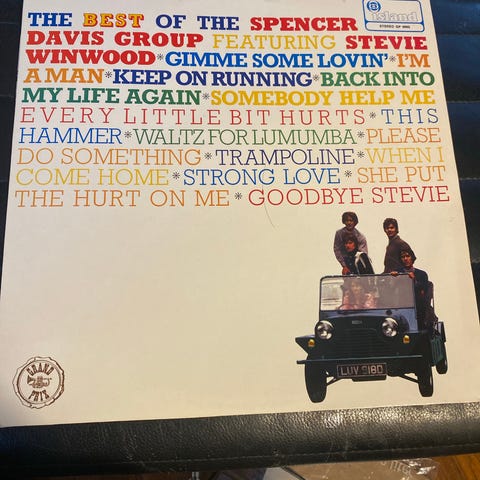 THE BEST OF THE SPENCER
DAVIS GROUP FEATURING STEVIE
WINWOOD*GIMME SOME LOVIN'*I'M
A MAN*KEEP ON RUNNING*BACK INTO
MY LIFE AGAIN*SOMEBODY HELP ME
EVERY LITTLE BIT HURTS*THIS
HAMMER*WALTZ FOR LUMUMBA*PLEASE
DO SOMETHING*TRAMPOLINE*WHEN I
COME HOME*STRONG LOVE*SHE PUT
THE HURT ON ME*GOODBYE STEVIE
island
GRAND
PRIX